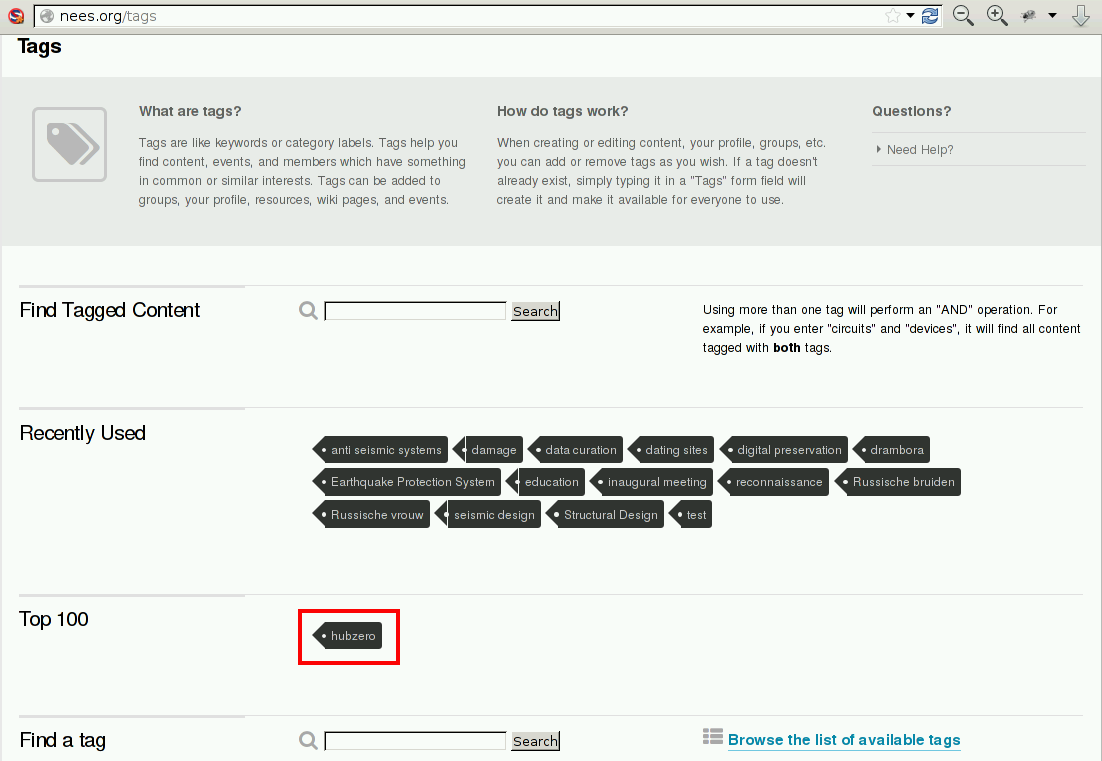 nees.org/tags
Tags
What are tags?
Tags are like keywords or category labels. Tags help you
find content, events, and members which have something
in common or similar interests. Tags can be added to
groups, your profile, resources, wiki pages, and events.
How do tags work?
When creating or editing content, your profile, groups, etc.
you can add or remove tags as you wish. If a tag doesn't
already exist, simply typing it in a "Tags" form field will
create it and make it available for everyone to use.
Questions?
Need Help?
Find Tagged Content
Search
Using more than one tag will perform an "AND" operation. For
example, if you enter "circuits" and "devices", it will find all content
tagged with both tags.
Recently Used
anti seismic systems damage data curation dating sites digital preservation drambora
Earthquake Protection System education inaugural meeting reconnaissance Russische bruiden
Russische vrouw seismic design Structural Design test
Top 100
hubzero
Find a tag
Search
Browse the list of available tags